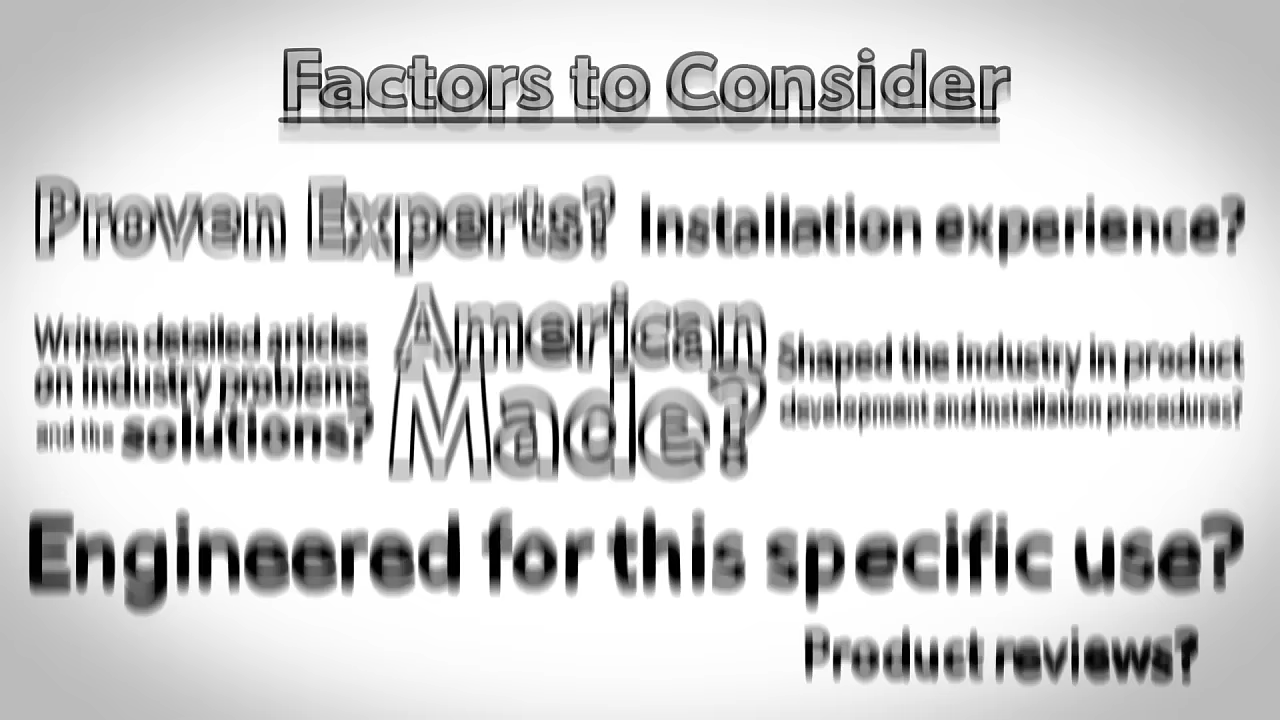 Factors to Consider
Proven Experts? Installation experience?
Written detailed articles
on industry problems
and the solutions?
American
Made?
Shaped the industry in product
development and installation procedures?
Engineered for this specific use?
Product reviews?